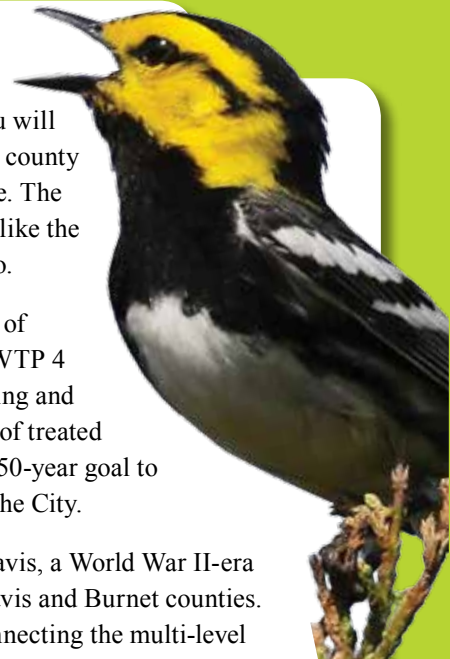 u will
county
e. The
like the
o.
of
VTP 4
ing and
of treated
50-year goal to
he City.
avis, a World War II-era
avis and Burnet counties.
nnecting the multi-level